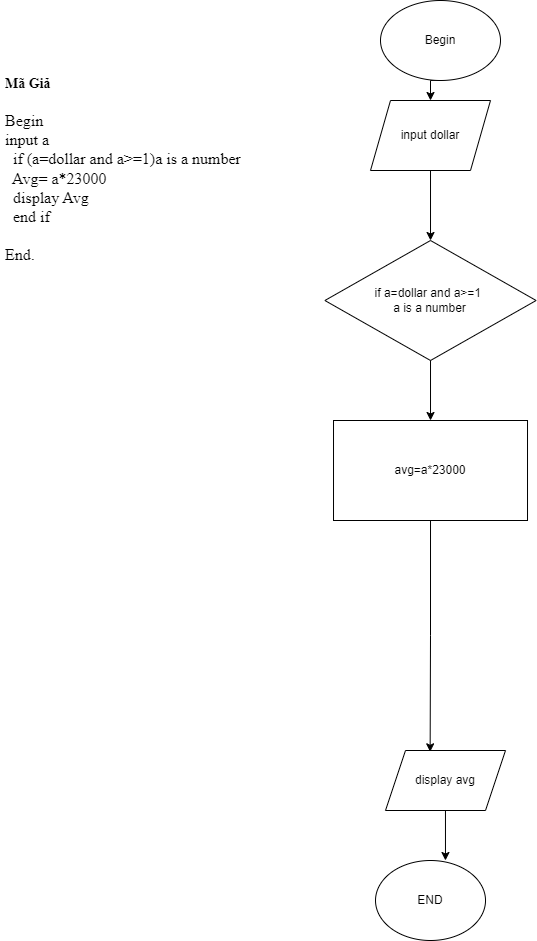 Mã Giả
Begin
input a
if (a=dollar and a>=1)a is a number
Avg= a*23000
display Avg
end if
End.
Begin
input dollar
if a=dollar and a>=1
a is a number
avg=a*23000
display avg
END